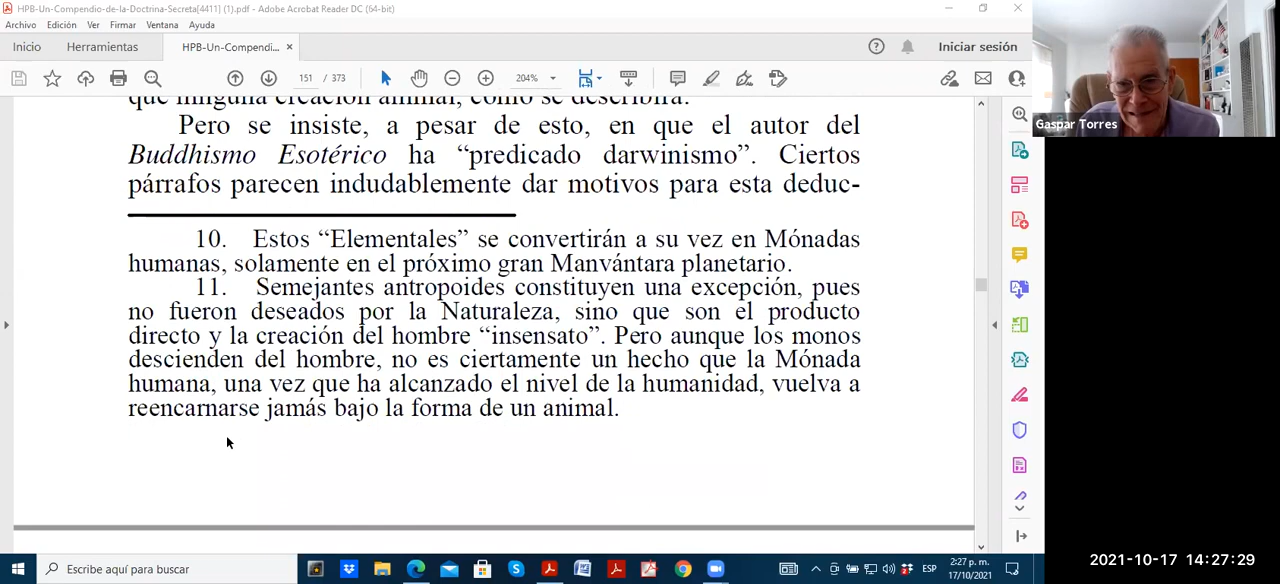 HPB-Un-Compendio-de-la-Doctrina-Secreta[4411] (1).pdf - Adobe Acrobat Reader DC (64-bit)
Archivo Edición Ver Firmar Ventana Ayuda
Inicio Herramientas HPB-Un-Compendi... × Iniciar sesión
151 / 373 204%
que ninguna creación animal, como se describirá.
Pero se insiste, a pesar de esto, en que el autor del
Buddhismo Esotérico ha “predicado darwinismo”. Ciertos
párrafos parecen indudablemente dar motivos para esta deduc-
10. Estos “Elementales” se convertirán a su vez en Mónadas
humanas, solamente en el próximo gran Manvántara planetario.
11. Semejantes antropoides constituyen una excepción, pues
no fueron deseados por la Naturaleza, sino que son el producto
directo y la creación del hombre “insensato”. Pero aunque los monos
descienden del hombre, no es ciertamente un hecho que la Mónada
humana, una vez que ha alcanzado el nivel de la humanidad, vuelva a
reencarnarse jamás bajo la forma de un animal.
Gaspar Torres
Escribe aquí para buscar
ESP
2:27 p. m.
17/10/2021
2021-10-17 14:27:29